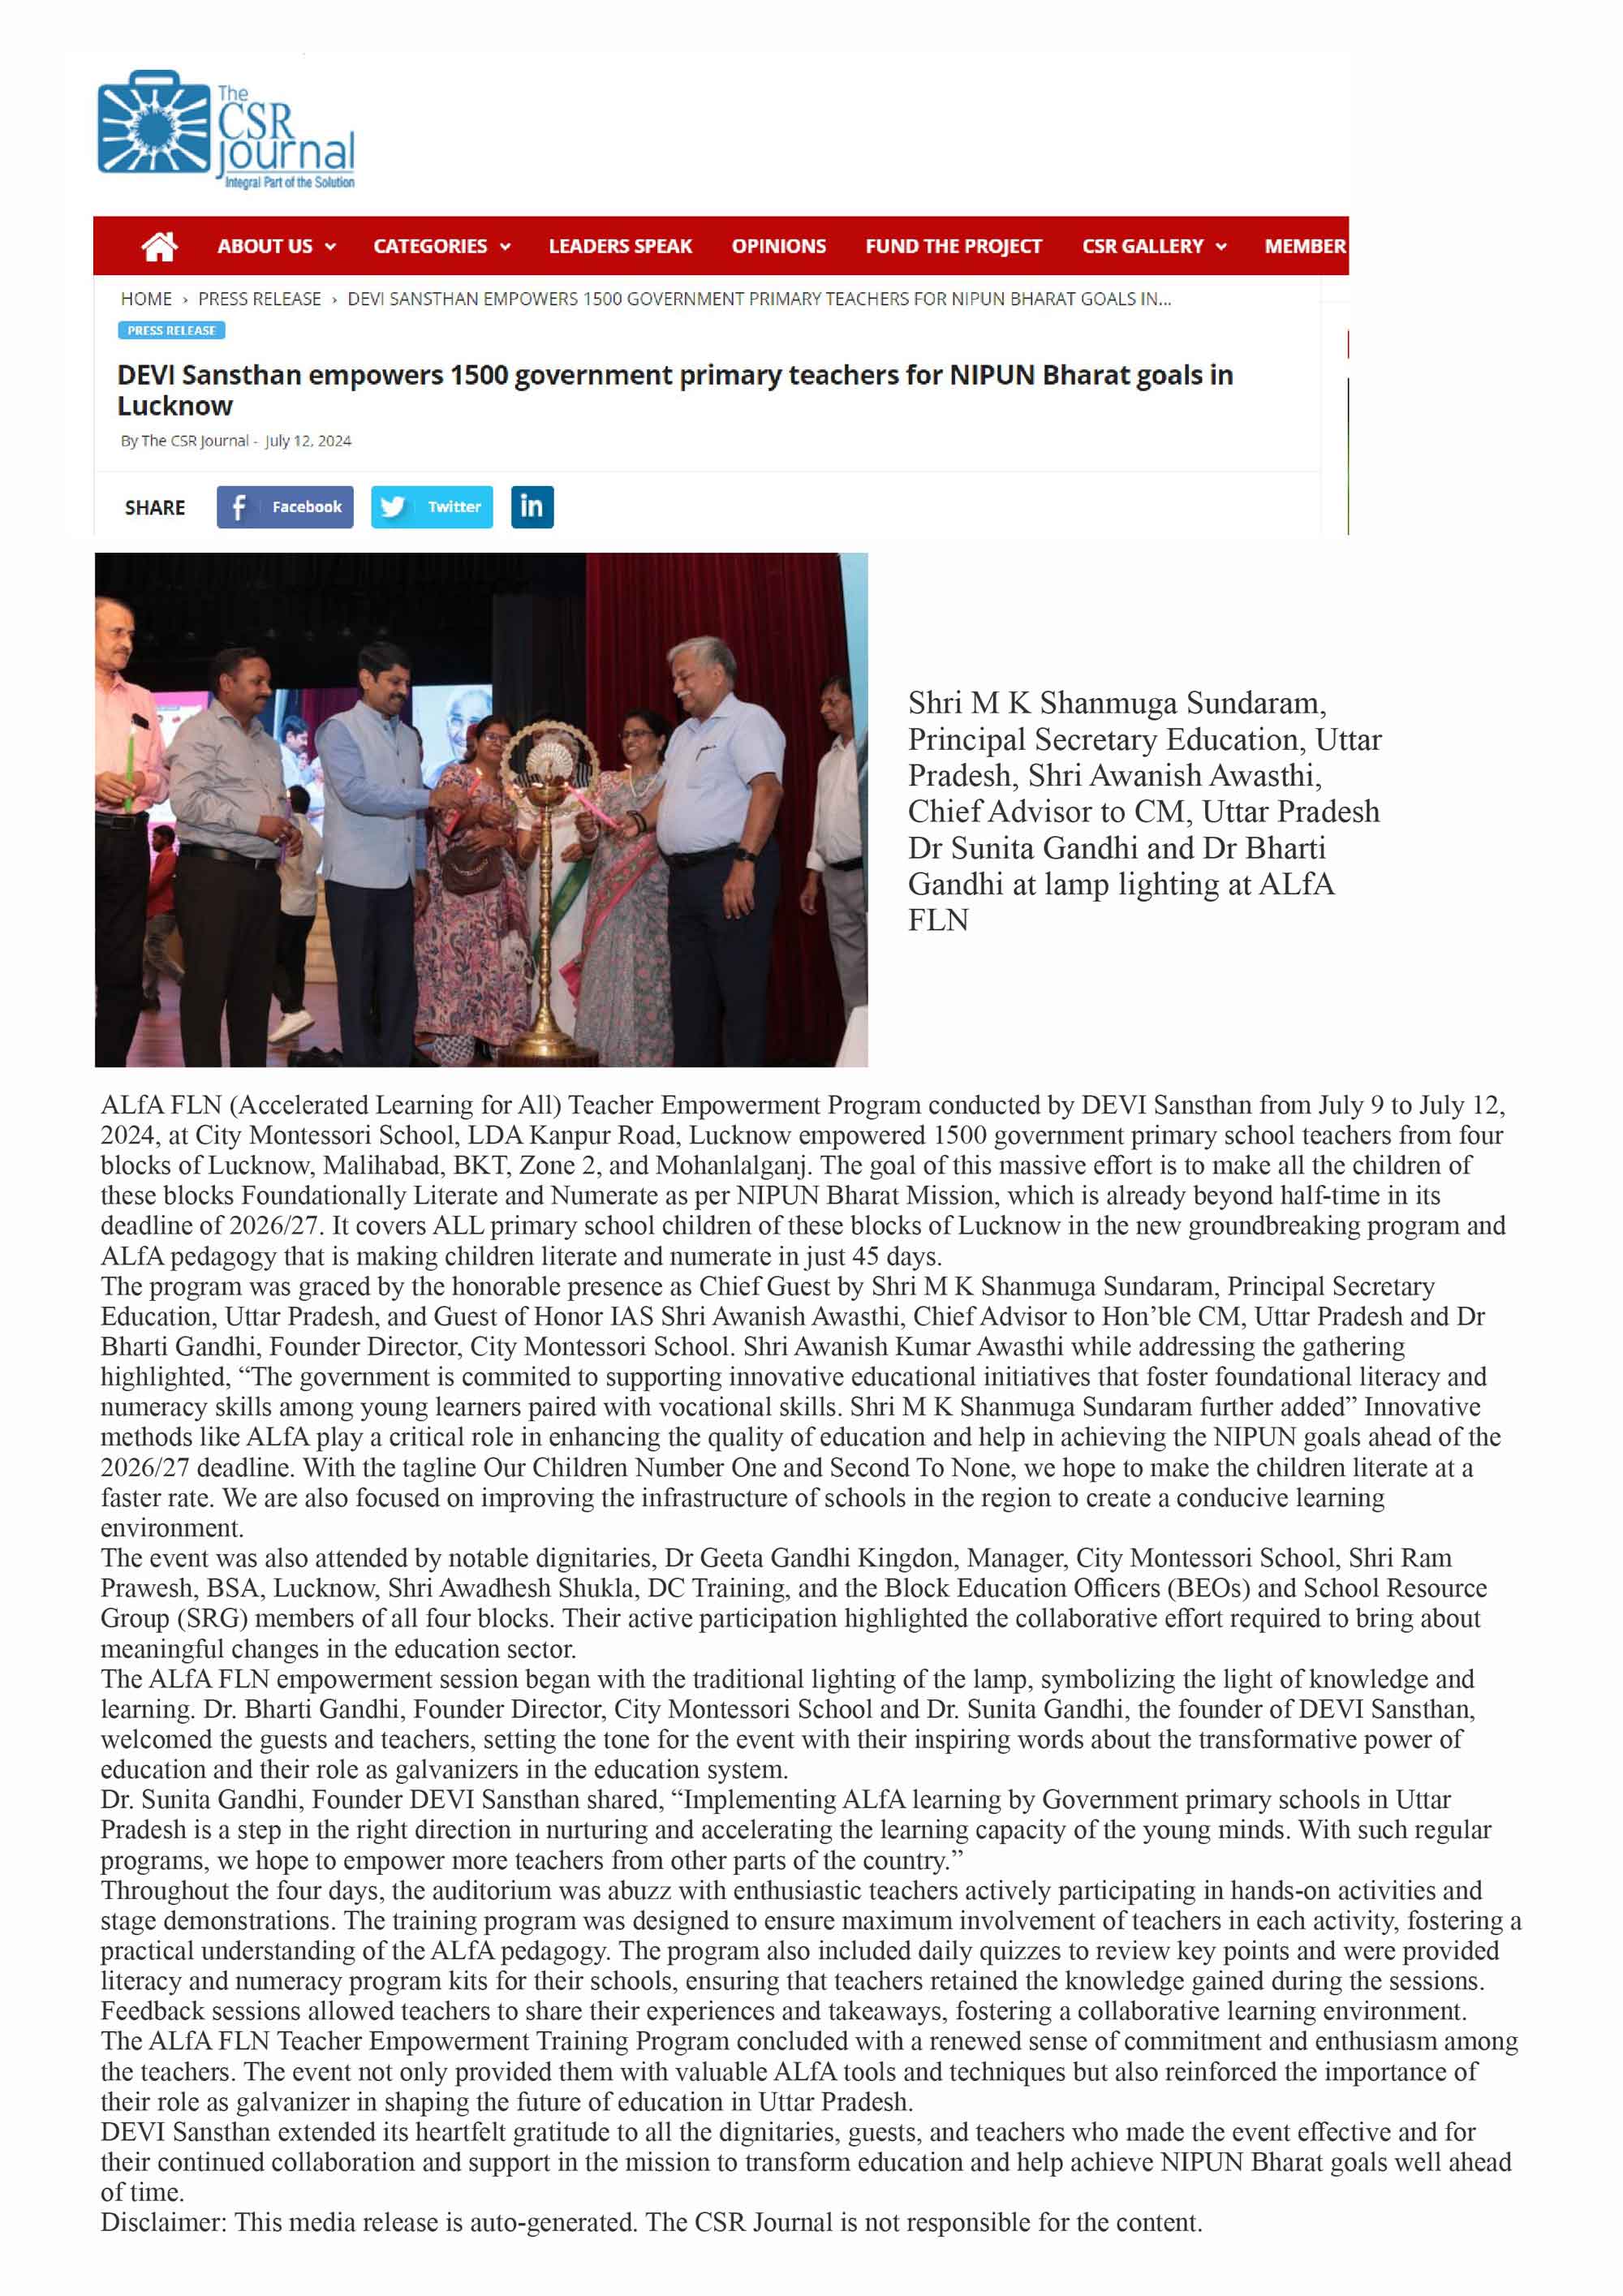 The
CSR
Journal
Integral Part of the Solution
ABOUT US CATEGORIES LEADERS SPEAK OPINIONS FUND THE PROJECT CSR GALLERY MEMBER
HOME › PRESS RELEASE › DEVI SANSTHAN EMPOWERS 1500 GOVERNMENT PRIMARY TEACHERS FOR NIPUN BHARAT GOALS IN...
PRESS RELEASE
DEVI Sansthan empowers 1500 government primary teachers for NIPUN Bharat goals in
Lucknow
By The CSR Journal - July 12, 2024
SHARE Facebook Twitter in
Shri M K Shanmuga Sundaram,
Principal Secretary Education, Uttar
Pradesh, Shri Awanish Awasthi,
Chief Advisor to CM, Uttar Pradesh
Dr Sunita Gandhi and Dr Bharti
Gandhi at lamp lighting at ALfA
FLN
ALfA FLN (Accelerated Learning for All) Teacher Empowerment Program conducted by DEVI Sansthan from July 9 to July 12,
2024, at City Montessori School, LDA Kanpur Road, Lucknow empowered 1500 government primary school teachers from four
blocks of Lucknow, Malihabad, BKT, Zone 2, and Mohanlalganj. The goal of this massive effort is to make all the children of
these blocks Foundationally Literate and Numerate as per NIPUN Bharat Mission, which is already beyond half-time in its
deadline of 2026/27. It covers ALL primary school children of these blocks of Lucknow in the new groundbreaking program and
ALfA pedagogy that is making children literate and numerate in just 45 days.
The program was graced by the honorable presence as Chief Guest by Shri M K Shanmuga Sundaram, Principal Secretary
Education, Uttar Pradesh, and Guest of Honor IAS Shri Awanish Awasthi, Chief Advisor to Hon’ble CM, Uttar Pradesh and Dr
Bharti Gandhi, Founder Director, City Montessori School. Shri Awanish Kumar Awasthi while addressing the gathering
highlighted, “The government is commited to supporting innovative educational initiatives that foster foundational literacy and
numeracy skills among young learners paired with vocational skills. Shri M K Shanmuga Sundaram further added” Innovative
methods like ALfA play a critical role in enhancing the quality of education and help in achieving the NIPUN goals ahead of the
2026/27 deadline. With the tagline Our Children Number One and Second To None, we hope to make the children literate at a
faster rate. We are also focused on improving the infrastructure of schools in the region to create a conducive learning
environment.
The event was also attended by notable dignitaries, Dr Geeta Gandhi Kingdon, Manager, City Montessori School, Shri Ram
Prawesh, BSA, Lucknow, Shri Awadhesh Shukla, DC Training, and the Block Education Officers (BEOs) and School Resource
Group (SRG) members of all four blocks. Their active participation highlighted the collaborative effort required to bring about
meaningful changes in the education sector.
The ALfA FLN empowerment session began with the traditional lighting of the lamp, symbolizing the light of knowledge and
learning. Dr. Bharti Gandhi, Founder Director, City Montessori School and Dr. Sunita Gandhi, the founder of DEVI Sansthan,
welcomed the guests and teachers, setting the tone for the event with their inspiring words about the transformative power of
education and their role as galvanizers in the education system.
Dr. Sunita Gandhi, Founder DEVI Sansthan shared, “Implementing ALfA learning by Government primary schools in Uttar
Pradesh is a step in the right direction in nurturing and accelerating the learning capacity of the young minds. With such regular
programs, we hope to empower more teachers from other parts of the country.”
Throughout the four days, the auditorium was abuzz with enthusiastic teachers actively participating in hands-on activities and
stage demonstrations. The training program was designed to ensure maximum involvement of teachers in each activity, fostering a
practical understanding of the ALfA pedagogy. The program also included daily quizzes to review key points and were provided
literacy and numeracy program kits for their schools, ensuring that teachers retained the knowledge gained during the sessions.
Feedback sessions allowed teachers to share their experiences and takeaways, fostering a collaborative learning environment.
The ALfA FLN Teacher Empowerment Training Program concluded with a renewed sense of commitment and enthusiasm among
the teachers. The event not only provided them with valuable ALfA tools and techniques but also reinforced the importance of
their role as galvanizer in shaping the future of education in Uttar Pradesh.
DEVI Sansthan extended its heartfelt gratitude to all the dignitaries, guests, and teachers who made the event effective and for
their continued collaboration and support in the mission to transform education and help achieve NIPUN Bharat goals well ahead
of time.
Disclaimer: This media release is auto-generated. The CSR Journal is not responsible for the content.